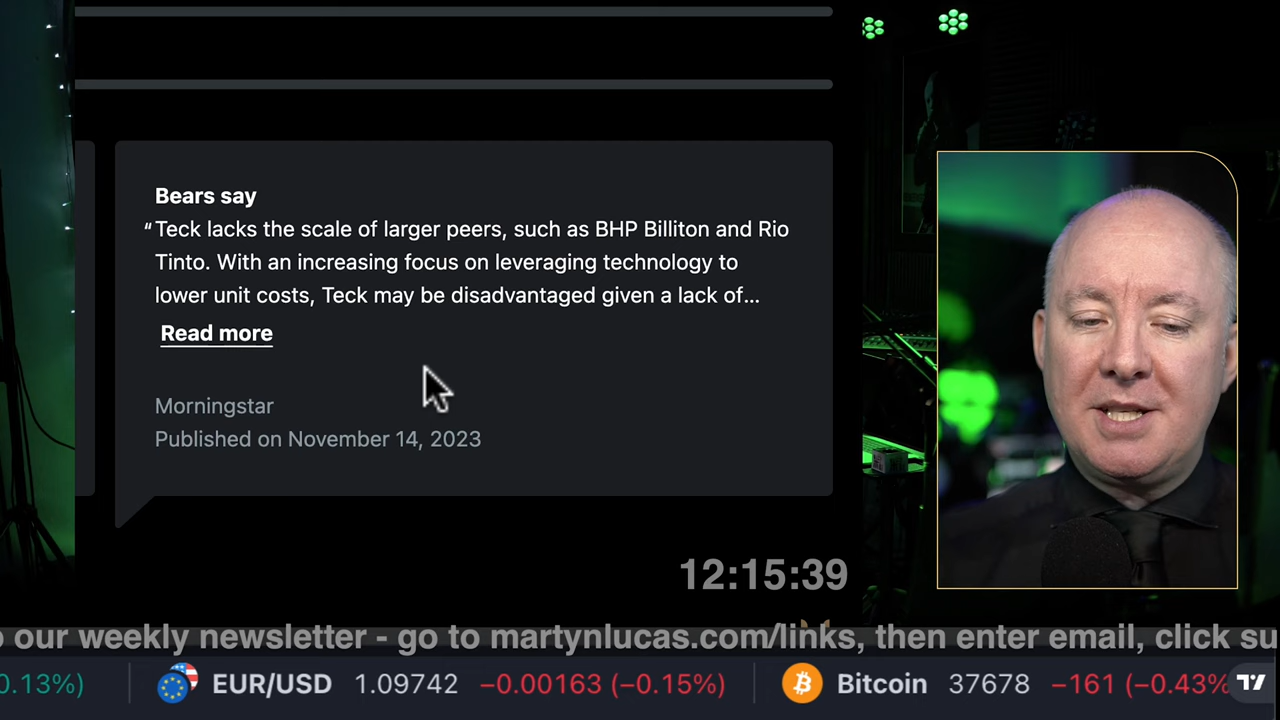 Bears say
“Teck lacks the scale of larger peers, such as BHP Billiton and Rio
Tinto. With an increasing focus on leveraging technology to
lower unit costs, Teck may be disadvantaged given a lack of...
Read more
Morningstar
Published on November 14, 2023
12:15:39
o our weekly newsletter - go to martynlucas.com/links, then enter email, click su
0.13%) EUR/USD 1.09742 −0.00163 (−0.15%) Bitcoin 37678 −161 (−0.43%